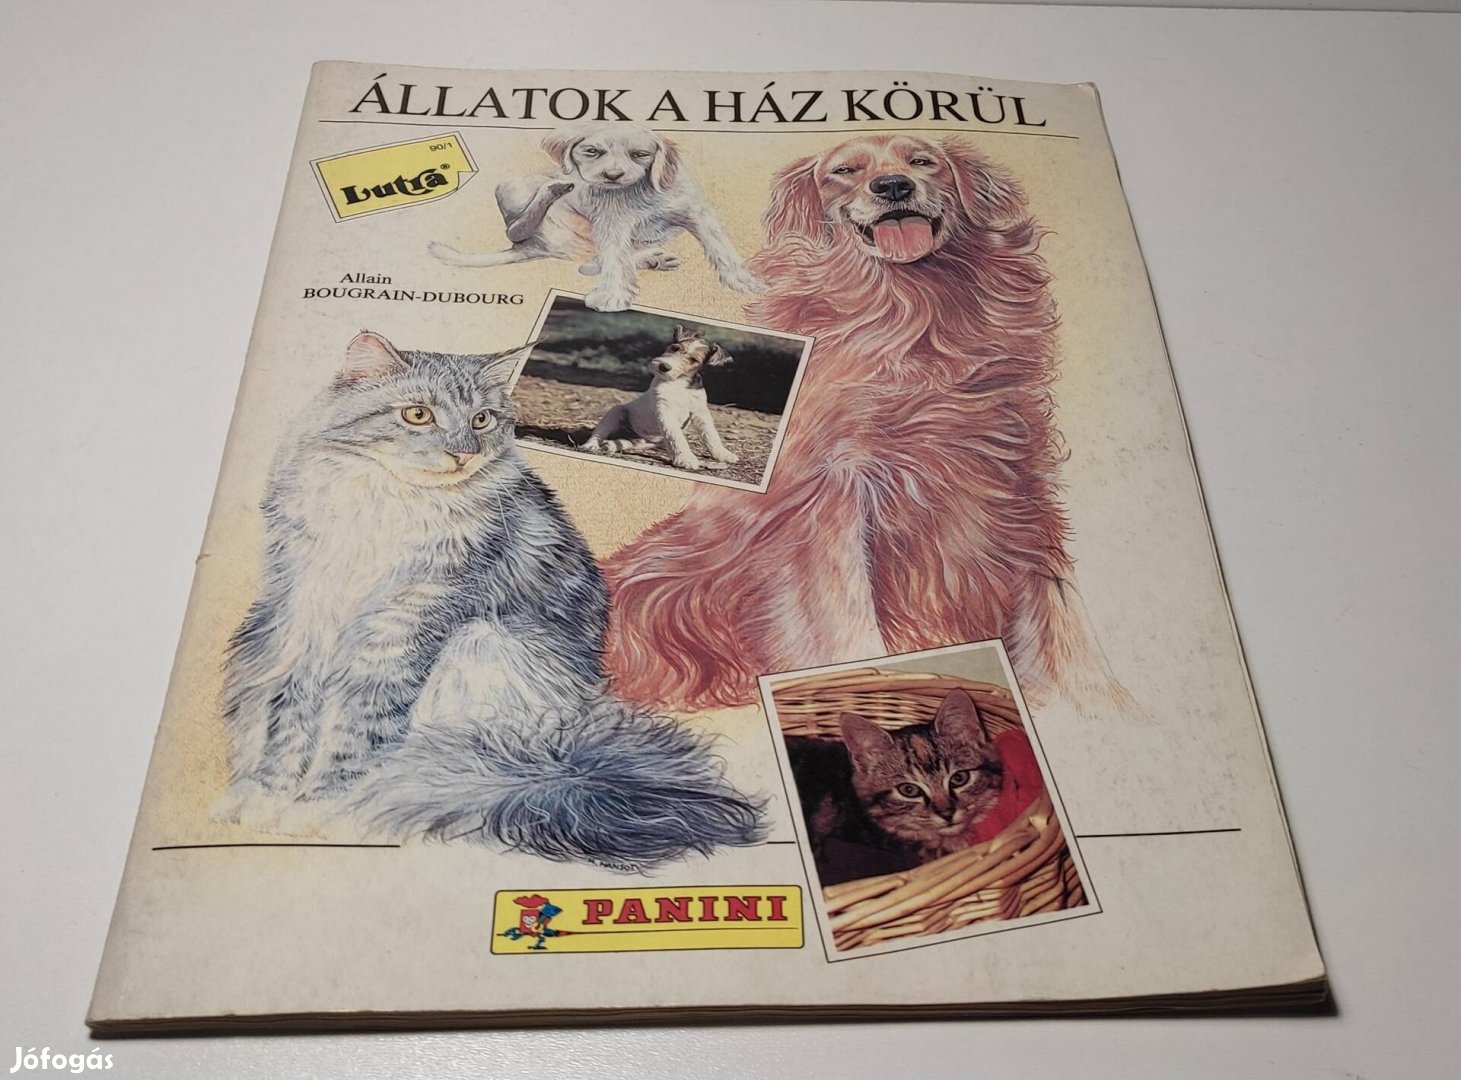 ÁLLATOK A HÁZ KÖRÜL
90/1
Lutra®
Allain
BOUGRAIN-DUBOURG
PANINI
Jófogás